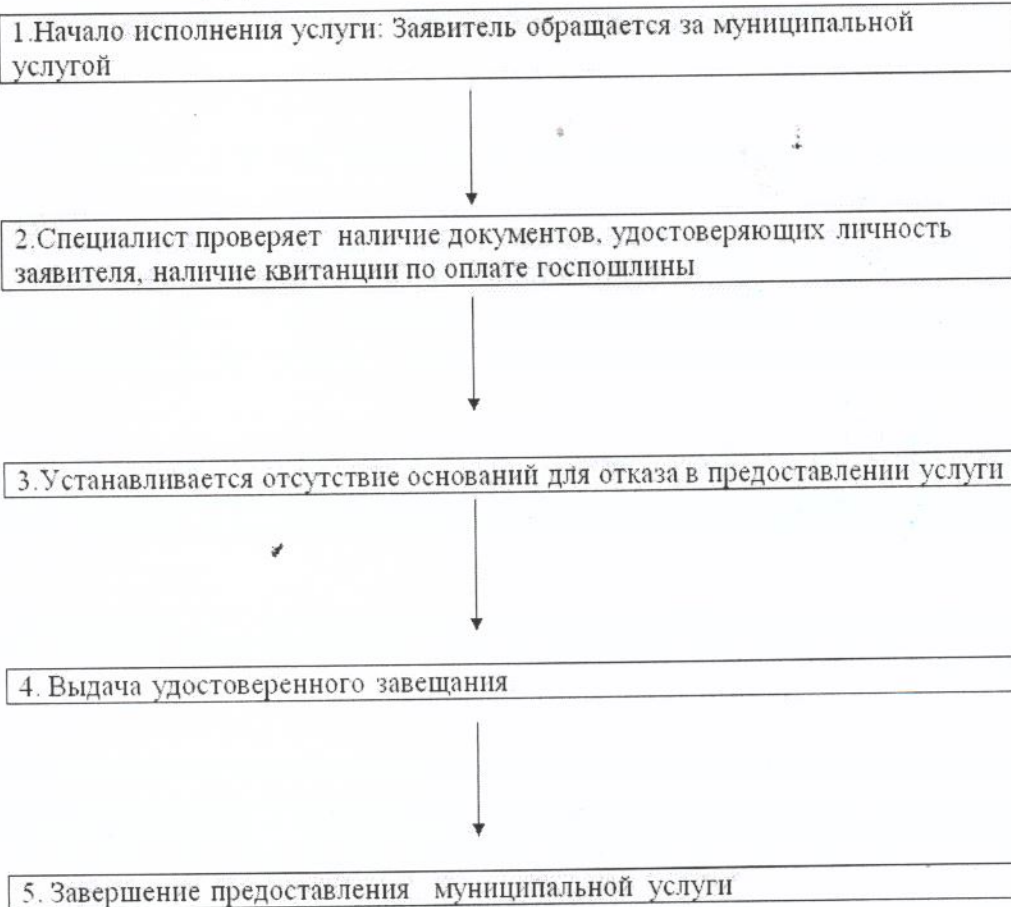 1.Начало исполнения услуги: Заявитель обращается за муниципальной
услугой
2.Специалист проверяет наличие документов, удостоверяющих личность
заявителя, наличие квитанции по оплате госпошлины
3.Устанавливается отсутствие оснований для отказа в предоставлении услуги
4. Выдача удостоверенного завещания
5. Завершение предоставления муниципальной услуги